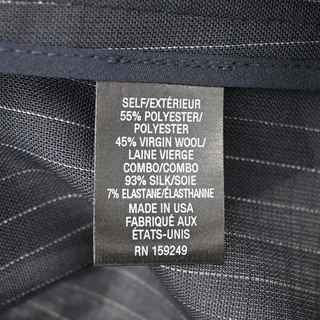 SELF/EXTÉRIEUR
55% POLYESTER/
POLYESTER
45% VIRGIN WOOL/
LAINE VIERGE
COMBO/COMBO
93% SILK/SOIE
7% ELASTANE/ÉLASTHANNE
MADE IN USA
FABRIQUÉ AUX
ÉTATS-UNIS
RN 159249